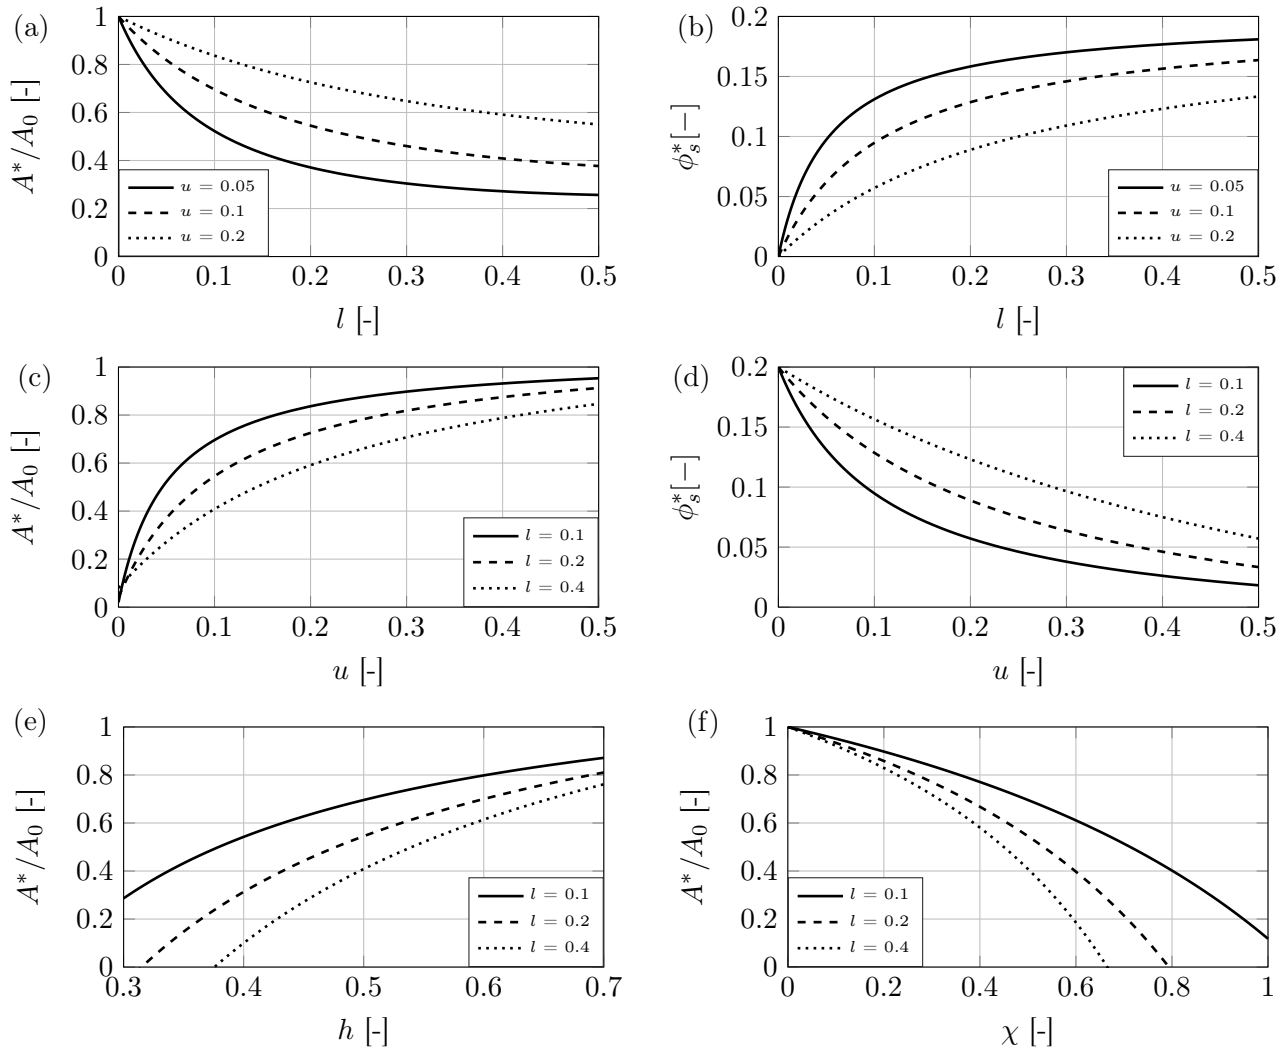 (a)
A*/A₀ [-]
1
0.8
0.6
0.4
0.2
0
u = 0.05
u = 0.1
u = 0.2
0 0.1 0.2 0.3 0.4 0.5
l [-]
(b)
ϕ*ₛ[—]
0.2
0.15
0.1
0.05
0
u = 0.05
u = 0.1
u = 0.2
0 0.1 0.2 0.3 0.4 0.5
l [-]
(c)
A*/A₀ [-]
1
0.8
0.6
0.4
0.2
0
l = 0.1
l = 0.2
l = 0.4
0 0.1 0.2 0.3 0.4 0.5
u [-]
(d)
ϕ*ₛ[—]
0.2
0.15
0.1
0.05
0
l = 0.1
l = 0.2
l = 0.4
0 0.1 0.2 0.3 0.4 0.5
u [-]
(e)
A*/A₀ [-]
1
0.8
0.6
0.4
0.2
0
l = 0.1
l = 0.2
l = 0.4
0.3 0.4 0.5 0.6 0.7
h [-]
(f)
A*/A₀ [-]
1
0.8
0.6
0.4
0.2
0
l = 0.1
l = 0.2
l = 0.4
0 0.2 0.4 0.6 0.8 1
χ [-]